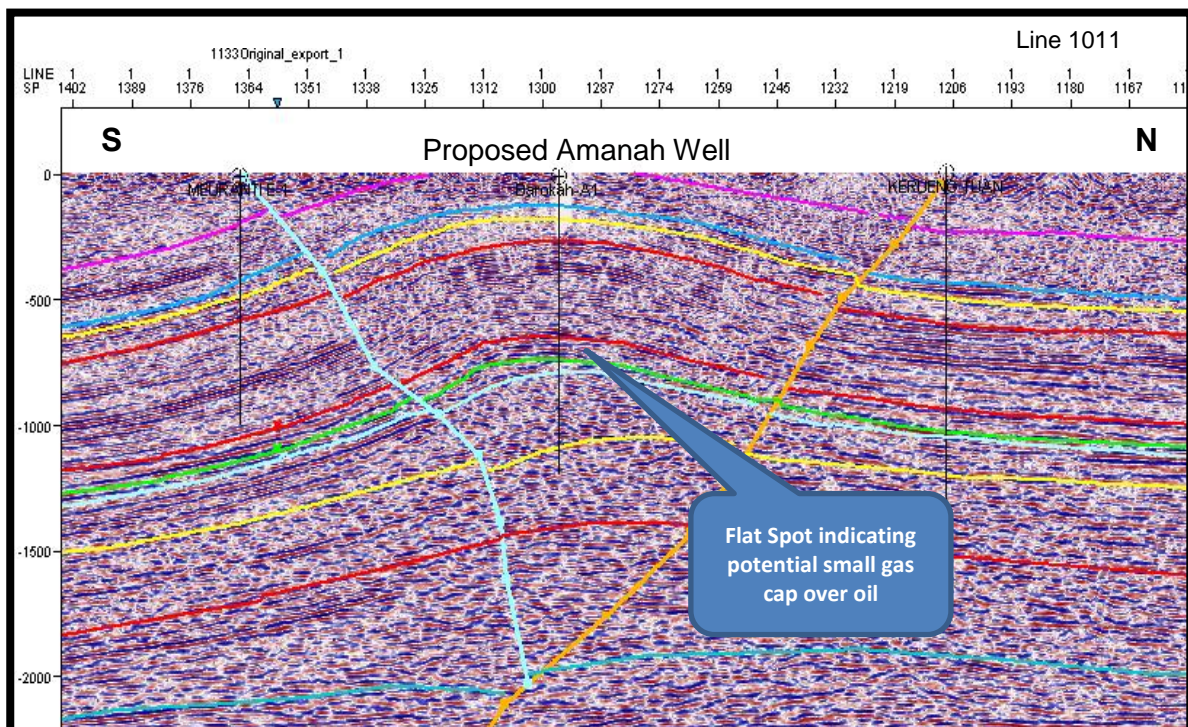 Line 1011
1133Original_export_1
LINE 1 1 1 1 1 1 1 1 1 1 1 1 1 1 1 1 1 1 1 1
SP 1402 1389 1376 1364 1351 1338 1325 1312 1300 1287 1274 1259 1245 1232 1219 1206 1193 1180 1167
S
N
Proposed Amanah Well
0
Barokah-A1
-500
-1000
-1500
-2000
Flat Spot indicating
potential small gas
cap over oil